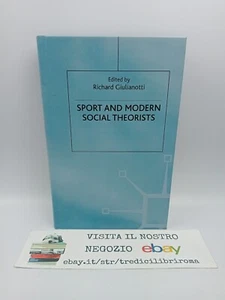 Edited by
Richard Giulianotti
SPORT AND MODERN
SOCIAL THEORISTS
VISITA IL NOSTRO
NEGOZIO ebay
ebay.it/str/tredicilibriroma